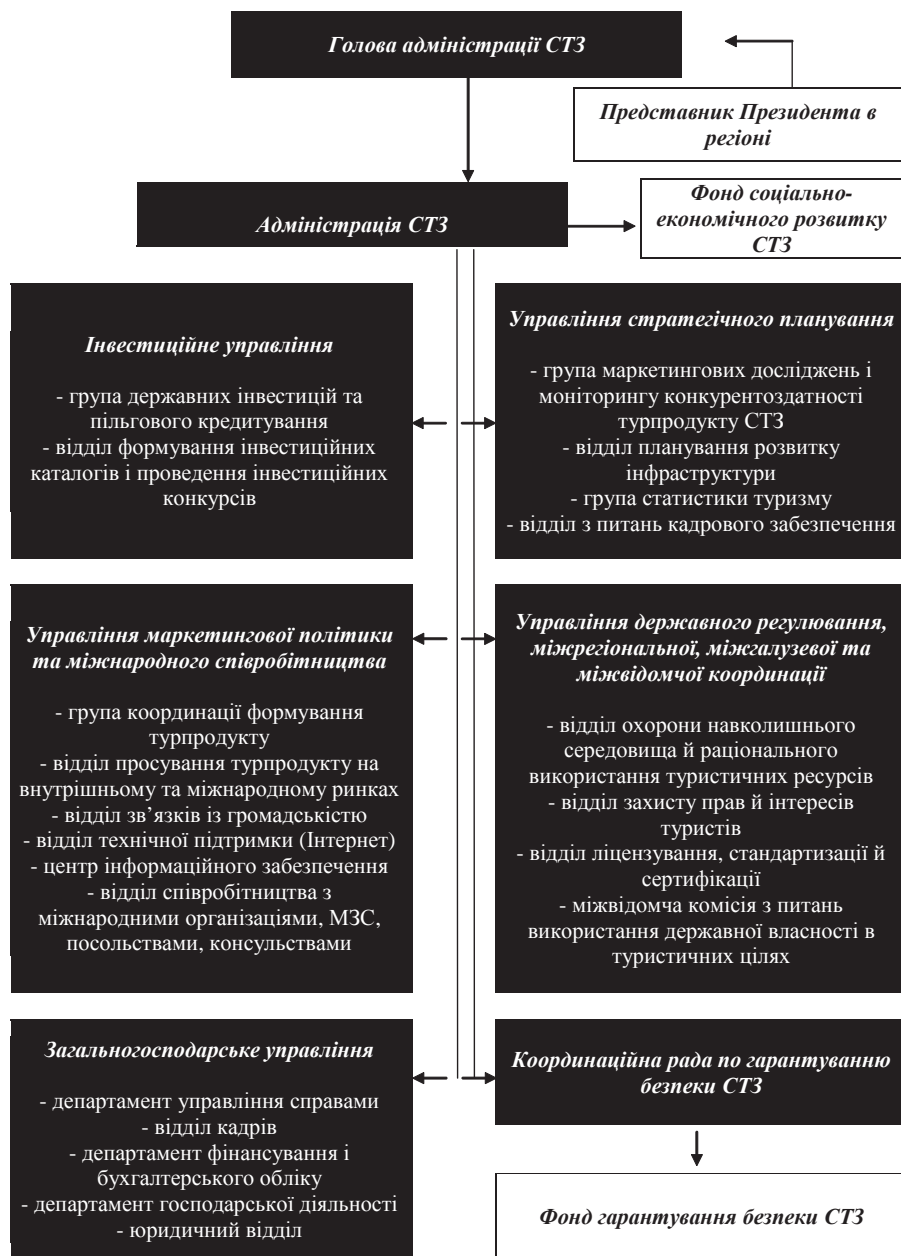 Голова адміністрації СТЗ
Представник Президента в
регіоні
Адміністрація СТЗ
Фонд соціально-
економічного розвитку
СТЗ
Інвестиційне управління
- група державних інвестицій та
пільгового кредитування
- відділ формування інвестиційних
каталогів і проведення інвестиційних
конкурсів
Управління стратегічного планування
- група маркетингових досліджень і
моніторингу конкурентоздатності
турпродукту СТЗ
- відділ планування розвитку
інфраструктури
- група статистики туризму
- відділ з питань кадрового забезпечення
Управління маркетингової політики
та міжнародного співробітництва
- група координації формування
турпродукту
- відділ просування турпродукту на
внутрішньому та міжнародному ринках
- відділ зв’язків із громадськістю
- відділ технічної підтримки (Інтернет)
- центр інформаційного забезпечення
- відділ співробітництва з
міжнародними організаціями, МЗС,
посольствами, консульствами
Управління державного регулювання,
міжрегіональної, міжгалузевої та
міжвідомчої координації
- відділ охорони навколишнього
середовища й раціонального
використання туристичних ресурсів
- відділ захисту прав й інтересів
туристів
- відділ ліцензування, стандартизації й
сертифікації
- міжвідомча комісія з питань
використання державної власності в
туристичних цілях
Загальногосподарське управління
- департамент управління справами
- відділ кадрів
- департамент фінансування і
бухгалтерського обліку
- департамент господарської діяльності
- юридичний відділ
Координаційна рада по гарантуванню
безпеки СТЗ
Фонд гарантування безпеки СТЗ